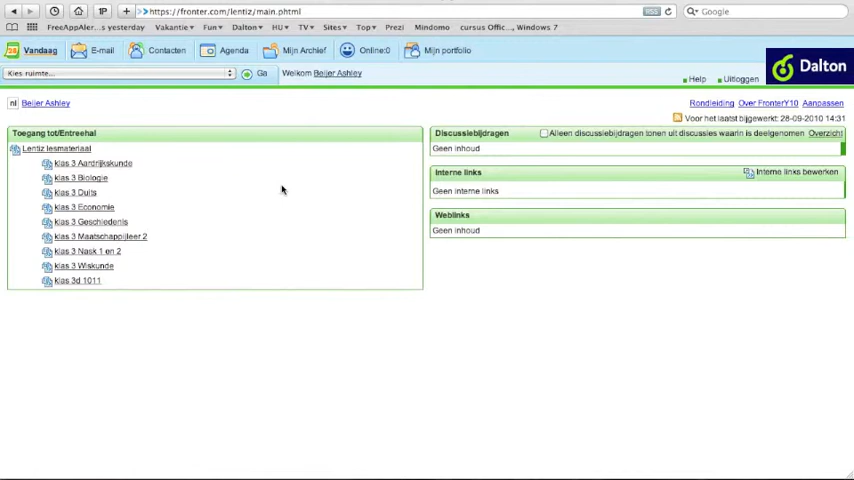 https://fronter.com/lentiz/main.phtml RSS Google
FreeAppAler...s yesterday Vakantie Fun Dalton HU TV Sites Top Prezi Mindomo cursus Offic..., Windows 7
Vandaag E-mail Contacten Agenda Mijn Archief Online:0 Mijn portfolio
Dalton
Kies ruimte... Ga Welkom Beijer Ashley
Help Uitloggen
nl Beijer Ashley Rondleiding Over FronterY10 Aanpassen
Voor het laatst bijgewerkt: 28-09-2010 14:31
Toegang tot/Entreehal
Lentiz lesmateriaal
klas 3 Aardrijkskunde
klas 3 Biologie
klas 3 Duits
klas 3 Economie
klas 3 Geschiedenis
klas 3 Maatschappijleer 2
klas 3 Nask 1 en 2
klas 3 Wiskunde
klas 3d 1011
Discussiebijdragen Alleen discussiebijdragen tonen uit discussies waarin is deelgenomen Overzicht
Geen inhoud
Interne links Interne links bewerken
Geen interne links
Weblinks
Geen inhoud